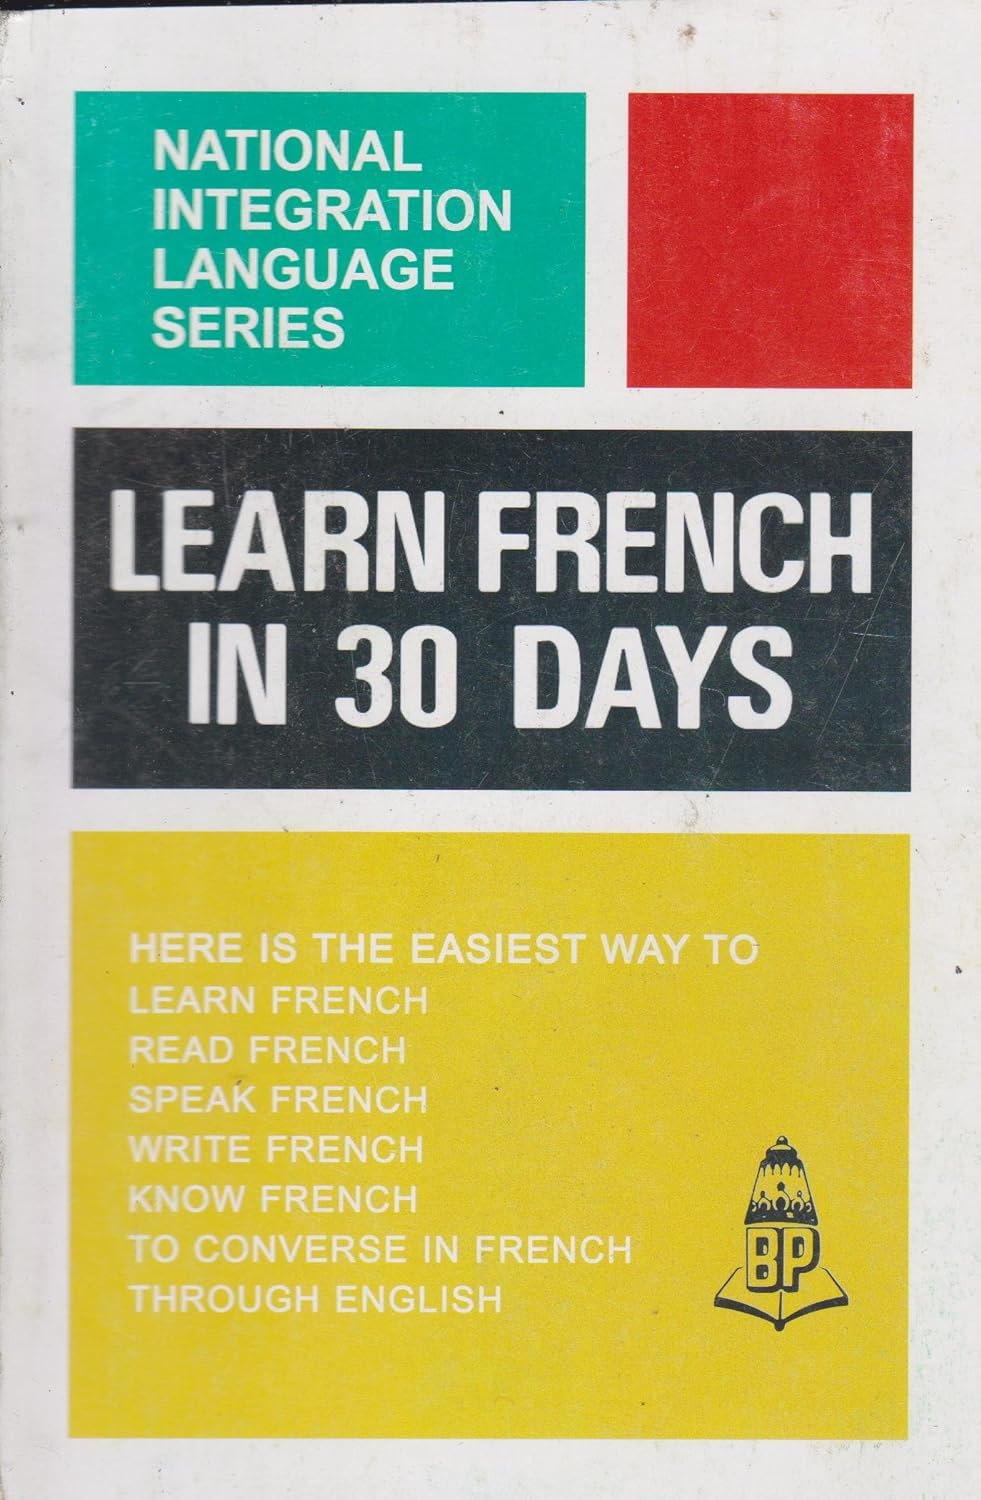 NATIONAL
INTEGRATION
LANGUAGE
SERIES
LEARN FRENCH
IN 30 DAYS
HERE IS THE EASIEST WAY TO
LEARN FRENCH
READ FRENCH
SPEAK FRENCH
WRITE FRENCH
KNOW FRENCH
TO CONVERSE IN FRENCH
THROUGH ENGLISH
BP